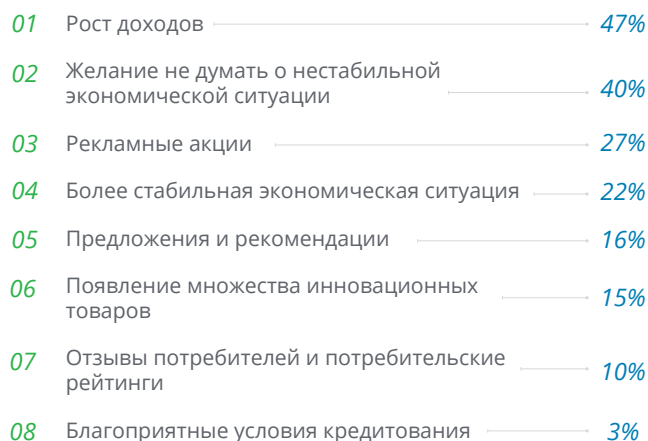 01 Рост доходов 47%
02 Желание не думать о нестабильной
экономической ситуации 40%
03 Рекламные акции 27%
04 Более стабильная экономическая ситуация 22%
05 Предложения и рекомендации 16%
06 Появление множества инновационных
товаров 15%
07 Отзывы потребителей и потребительские
рейтинги 10%
08 Благоприятные условия кредитования 3%